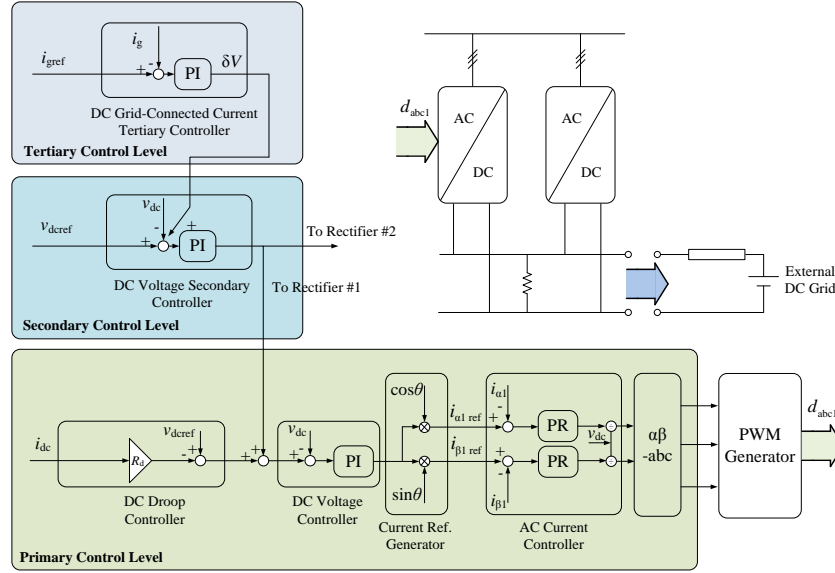 i_g
i_gref
+
-
PI
δV
DC Grid-Connected Current
Tertiary Controller
Tertiary Control Level
v_dc
v_dcref
+
-
+
PI
To Rectifier #2
To Rectifier #1
DC Voltage Secondary
Controller
Secondary Control Level
d_abc1
AC
DC
AC
DC
External
DC Grid
i_dc
R_d
v_dcref
-
+
DC Droop
Controller
+
+
v_dc
+
-
PI
DC Voltage
Controller
cosθ
sinθ
Current Ref.
Generator
i_α1 ref
i_β1 ref
i_α1
-
+
PR
v_dc
+
-
PR
i_β1
÷
÷
AC Current
Controller
αβ
-abc
PWM
Generator
d_abc1
Primary Control Level